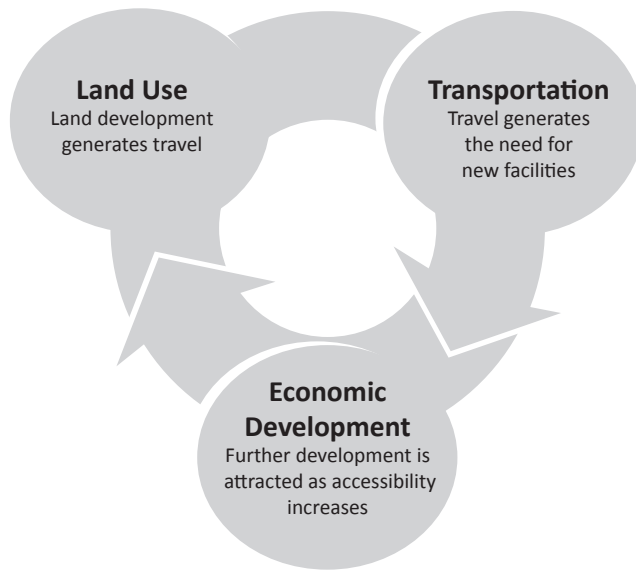 Land Use
Land development
generates travel
Transportation
Travel generates
the need for
new facilities
Economic
Development
Further development is
attracted as accessibility
increases